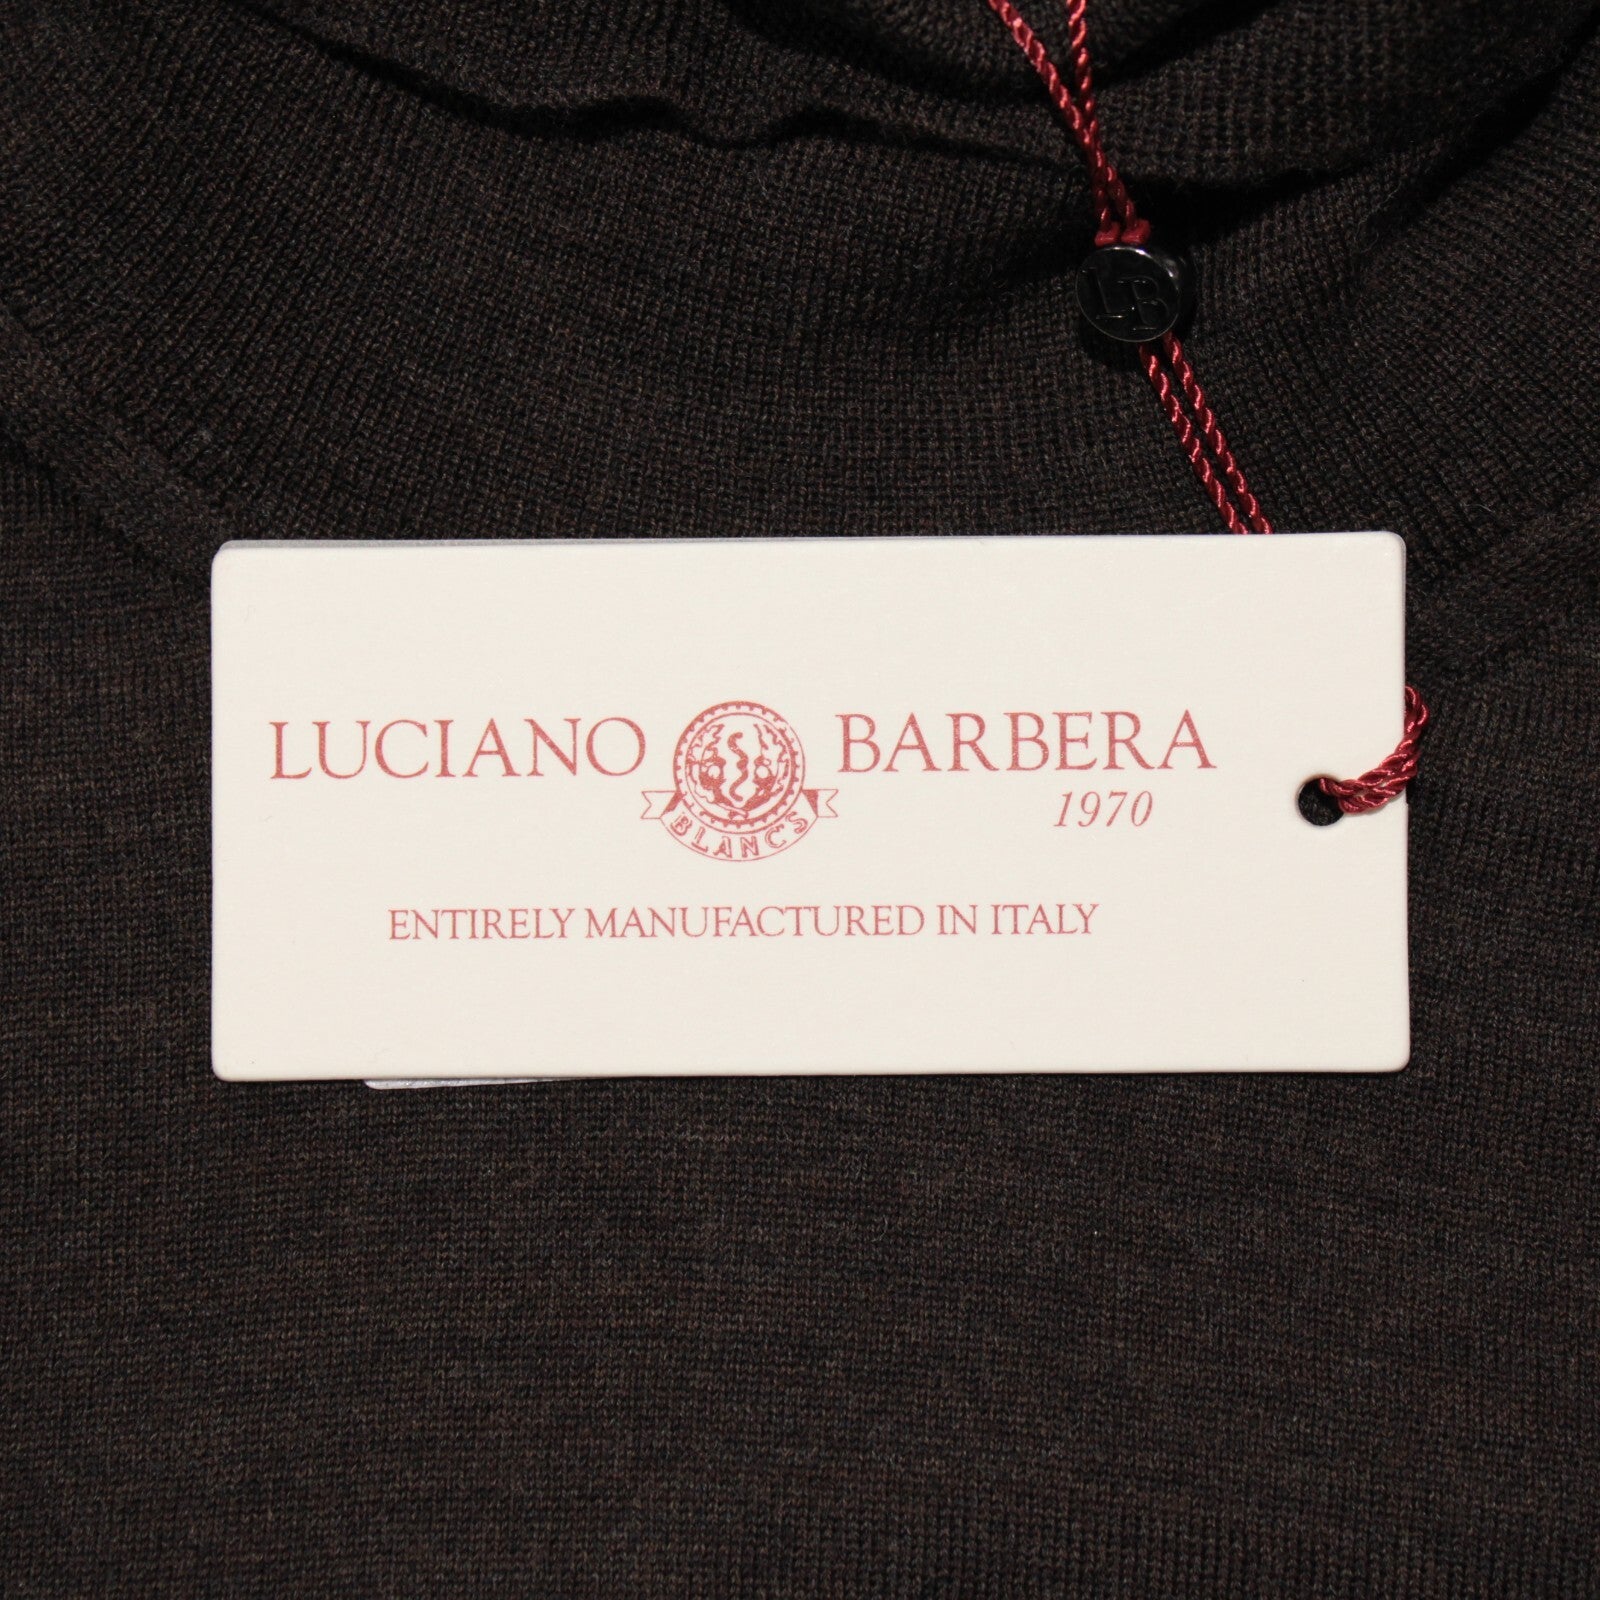 LB
LUCIANO BARBERA
BLANCS
1970
ENTIRELY MANUFACTURED IN ITALY